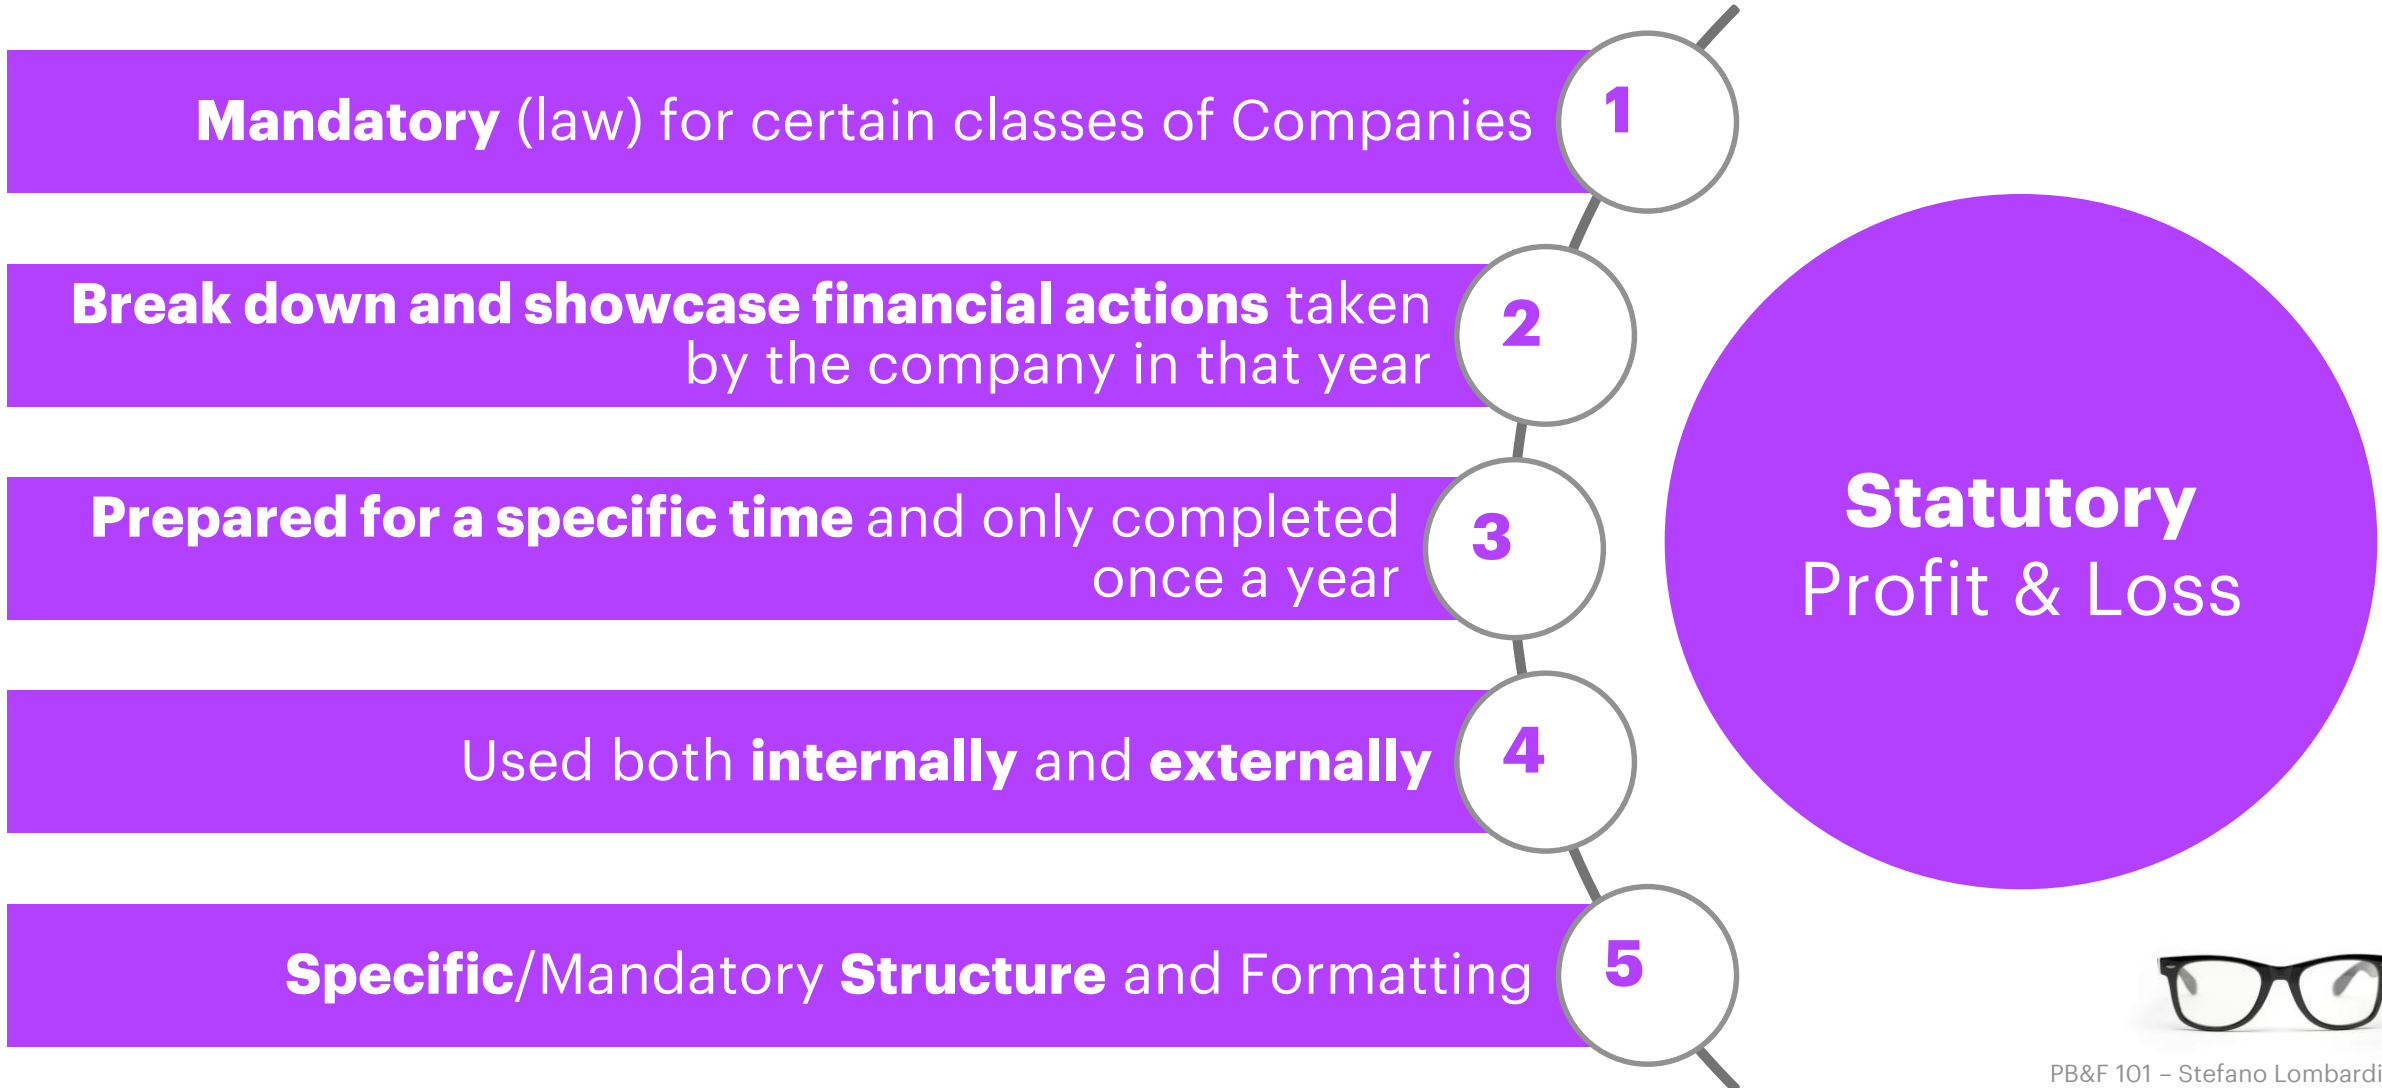 Mandatory (law) for certain classes of Companies
1
Break down and showcase financial actions taken
by the company in that year
2
Prepared for a specific time and only completed
once a year
3
Used both internally and externally
4
Specific/Mandatory Structure and Formatting
5
Statutory
Profit & Loss
PB&F 101 – Stefano Lombardi